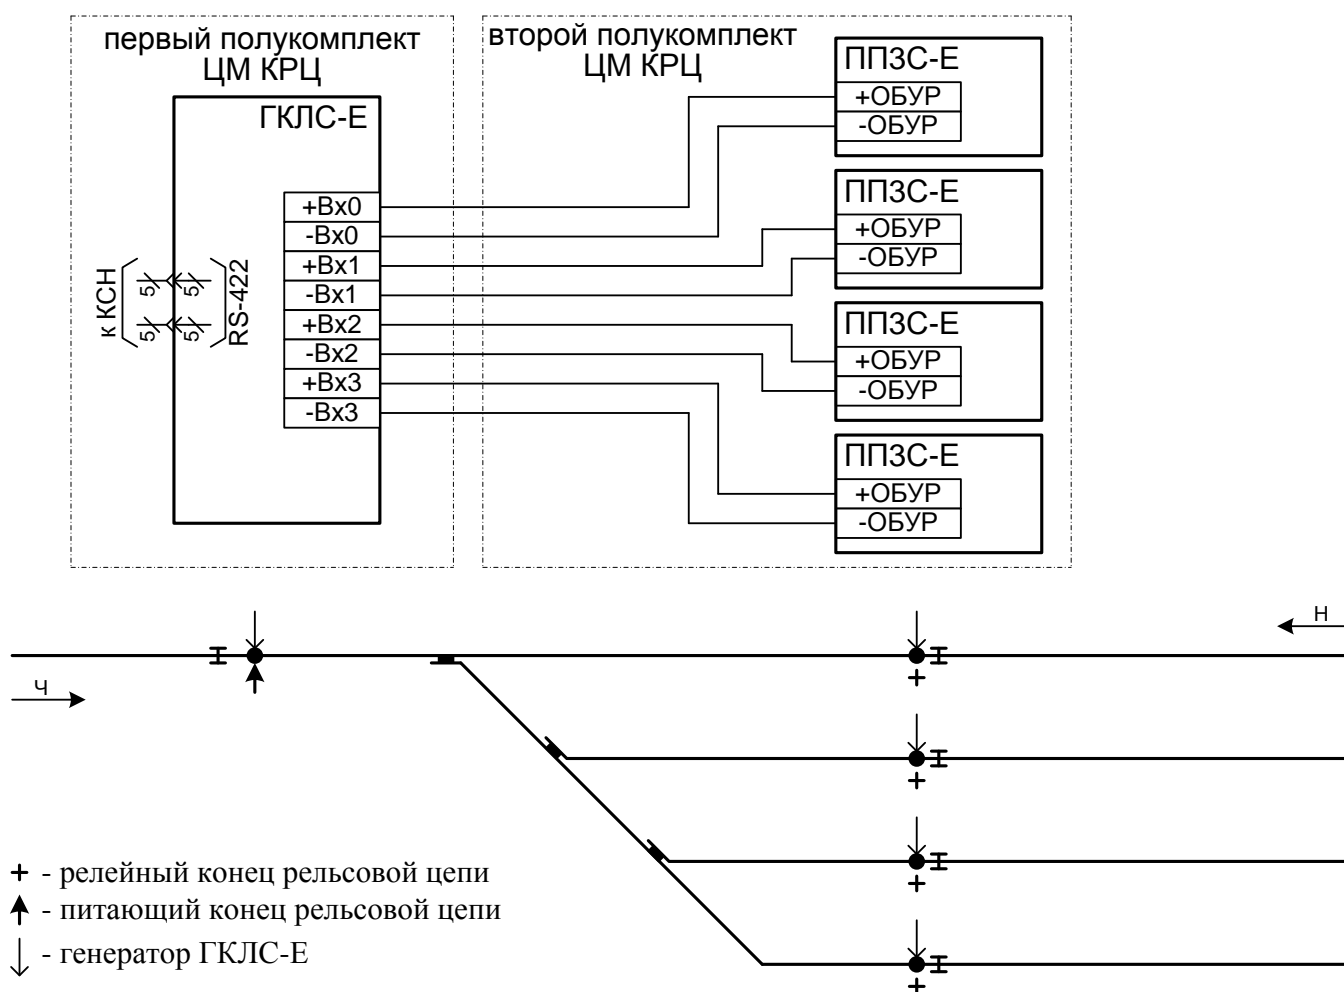 первый полукомплект
ЦМ КРЦ
второй полукомплект
ЦМ КРЦ
ГКЛС-Е
+Вх0
-Вх0
+Вх1
-Вх1
+Вх2
-Вх2
+Вх3
-Вх3
к КСН
5
5
5
5
RS-422
ППЗС-Е
+ОБУР
-ОБУР
ППЗС-Е
+ОБУР
-ОБУР
ППЗС-Е
+ОБУР
-ОБУР
ППЗС-Е
+ОБУР
-ОБУР
Н
Ч
+ - релейный конец рельсовой цепи
- питающий конец рельсовой цепи
- генератор ГКЛС-Е